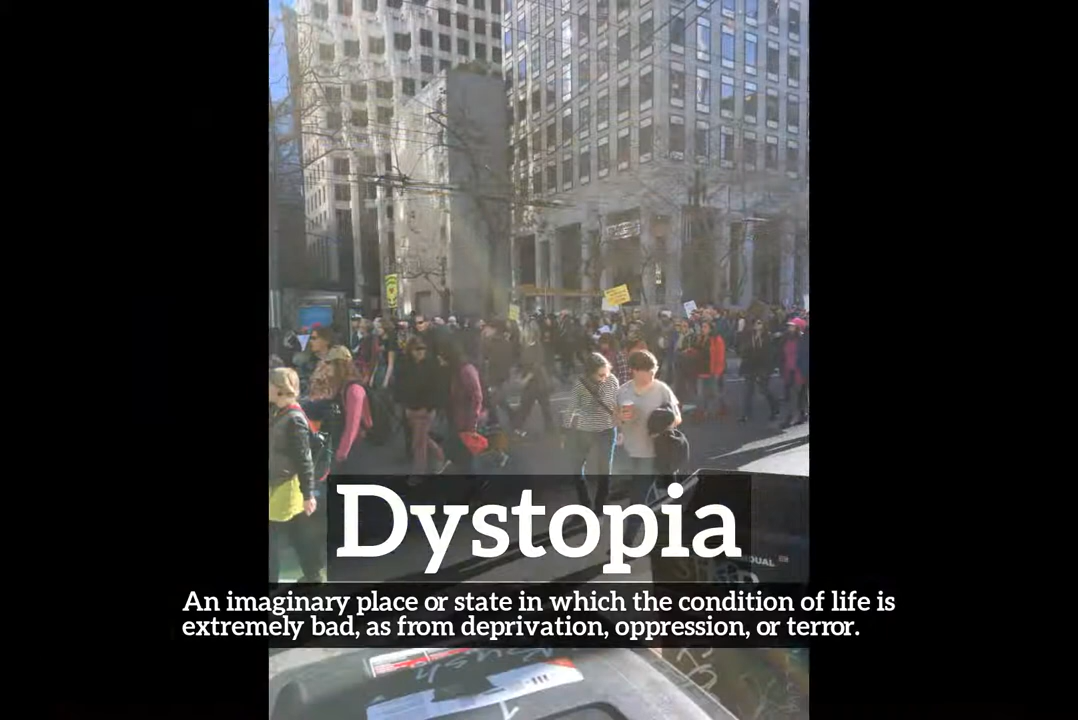 Dystopia
An imaginary place or state in which the condition of life is
extremely bad, as from deprivation, oppression, or terror.